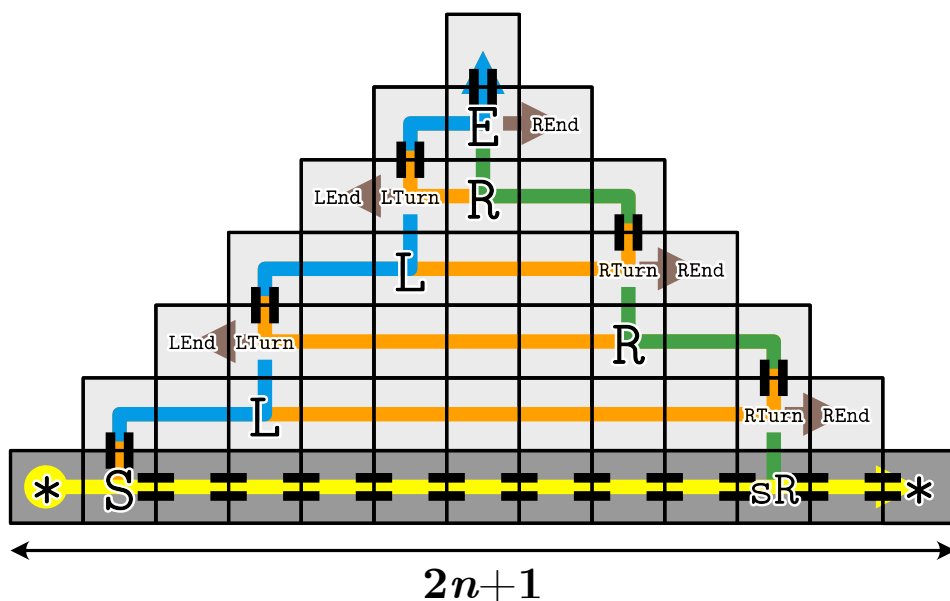 E REnd
LEnd LTurn R
L RTurn REnd
LEnd LTurn R
L RTurn REnd
* S sR *
2n+1